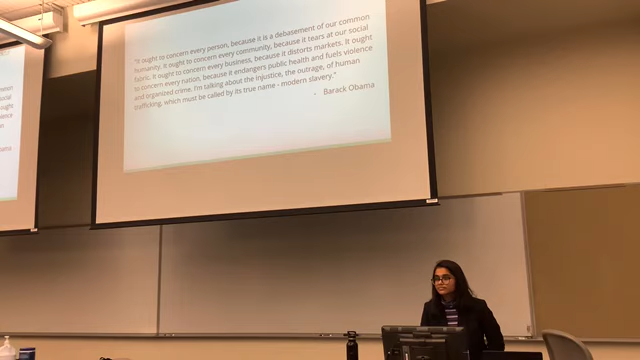 "It ought to concern every person, because it is a debasement of our common
humanity. It ought to concern every community, because it tears at our social
fabric. It ought to concern every business, because it distorts markets. It ought
to concern every nation, because it endangers public health and fuels violence
and organized crime. I'm talking about the injustice, the outrage, of human
trafficking, which must be called by its true name - modern slavery."
- Barack Obama